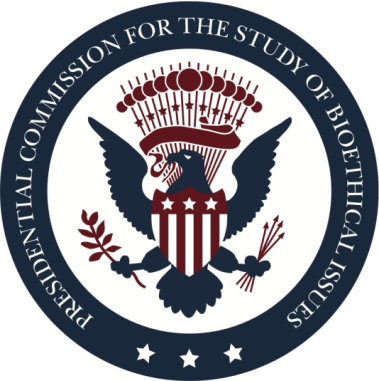 PRESIDENTIAL COMMISSION FOR THE STUDY OF BIOETHICAL ISSUES